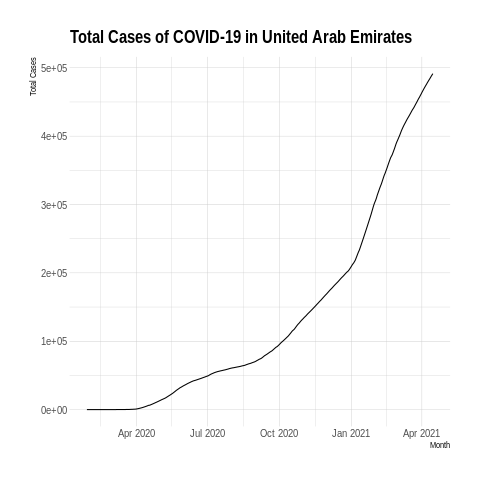 Total Cases of COVID-19 in United Arab Emirates
Total Cases
5e+05
4e+05
3e+05
2e+05
1e+05
0e+00
Apr 2020 Jul 2020 Oct 2020 Jan 2021 Apr 2021
Month